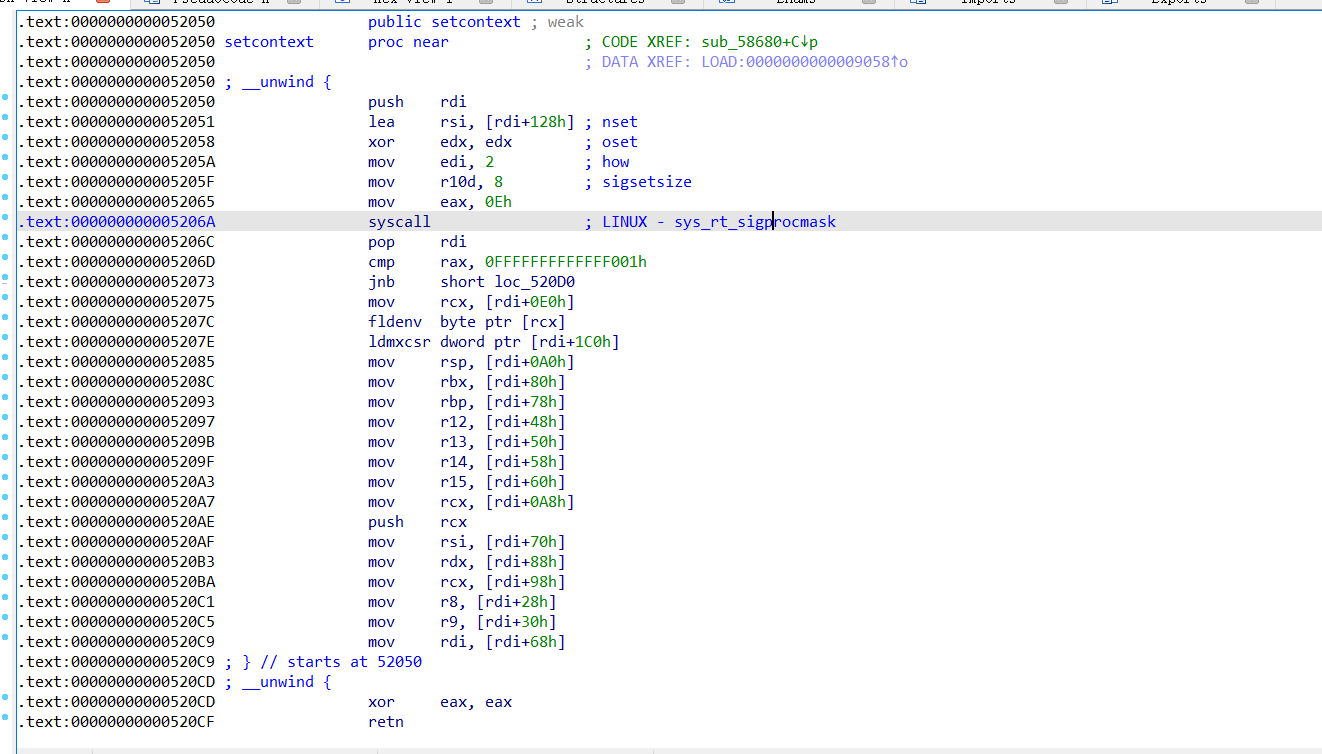 public setcontext ; weak
.text:0000000000052050
.text:0000000000052050 setcontext proc near ; CODE XREF: sub_58680+C↓p
.text:0000000000052050 ; DATA XREF: LOAD:0000000000009058↑o
.text:0000000000052050 ; __unwind {
.text:0000000000052050 push rdi
.text:0000000000052051 lea rsi, [rdi+128h] ; nset
.text:0000000000052058 xor edx, edx ; oset
.text:000000000005205A mov edi, 2 ; how
.text:000000000005205F mov r10d, 8 ; sigsetsize
.text:0000000000052065 mov eax, 0Eh
.text:000000000005206A syscall ; LINUX - sys_rt_sigprocmask
.text:000000000005206C pop rdi
.text:000000000005206D cmp rax, 0FFFFFFFFFFFFF001h
.text:0000000000052073 jnb short loc_520D0
.text:0000000000052075 mov rcx, [rdi+0E0h]
.text:000000000005207C fldenv byte ptr [rcx]
.text:000000000005207E ldmxcsr dword ptr [rdi+1C0h]
.text:0000000000052085 mov rsp, [rdi+0A0h]
.text:000000000005208C mov rbx, [rdi+80h]
.text:0000000000052093 mov rbp, [rdi+78h]
.text:0000000000052097 mov r12, [rdi+48h]
.text:000000000005209B mov r13, [rdi+50h]
.text:000000000005209F mov r14, [rdi+58h]
.text:00000000000520A3 mov r15, [rdi+60h]
.text:00000000000520A7 mov rcx, [rdi+0A8h]
.text:00000000000520AE push rcx
.text:00000000000520AF mov rsi, [rdi+70h]
.text:00000000000520B3 mov rdx, [rdi+88h]
.text:00000000000520BA mov rcx, [rdi+98h]
.text:00000000000520C1 mov r8, [rdi+28h]
.text:00000000000520C5 mov r9, [rdi+30h]
.text:00000000000520C9 mov rdi, [rdi+68h]
.text:00000000000520C9 ; } // starts at 52050
.text:00000000000520CD ; __unwind {
.text:00000000000520CD xor eax, eax
.text:00000000000520CF retn